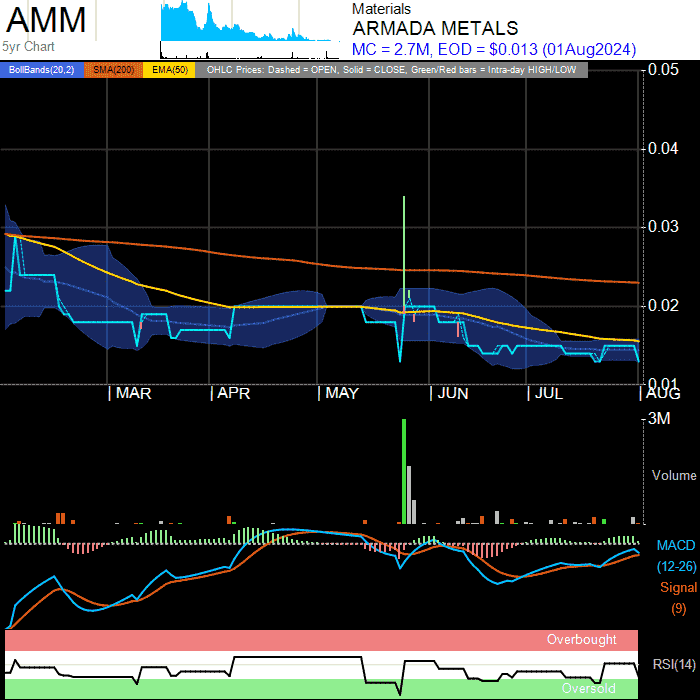 AMM
5yr Chart
Materials
ARMADA METALS
MC = 2.7M, EOD = $0.013 (01Aug2024)
BollBands(20,2) SMA(200) EMA(50) OHLC Prices: Dashed = OPEN, Solid = CLOSE, Green/Red bars = Intra-day HIGH/LOW
0.05
0.04
0.03
0.02
0.01
MAR APR MAY JUN JUL AUG
3M
Volume
MACD
(12-26)
Signal
(9)
Overbought
RSI(14)
Oversold